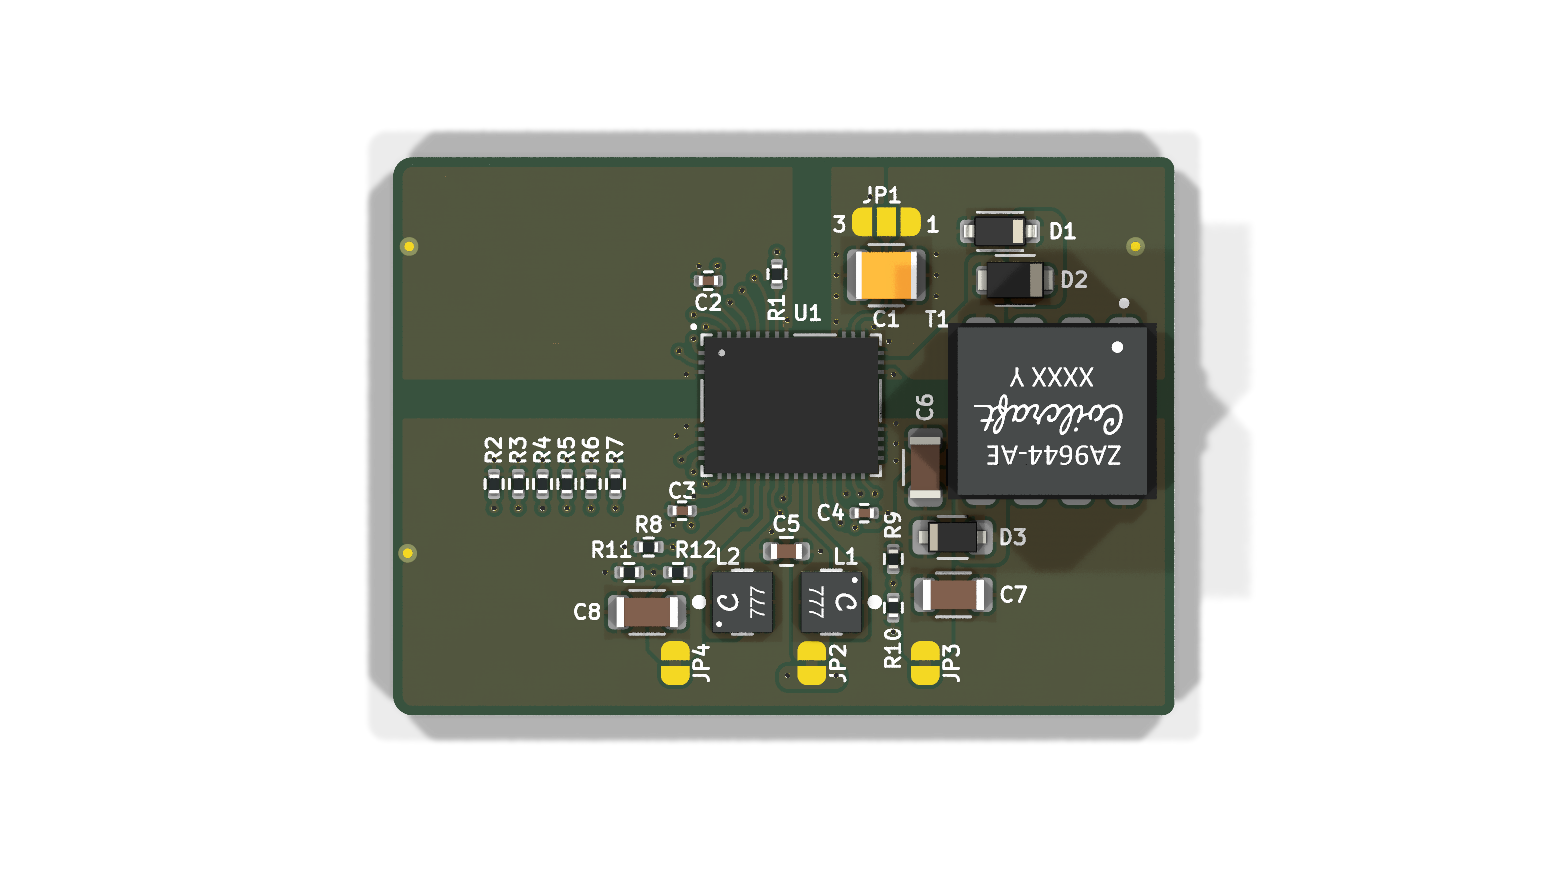 JP1
3 1
D1
D2
C2
R1
U1
C1
T1
XXXX Y
Coilcraft
ZA9644-AE
C6
R2
R3
R4
R5
R6
R7
C3
C4
R9
R8
C5
D3
R11
R12
L2
L1
C
777
777
C
C7
C8
R10
JP4
JP2
JP3